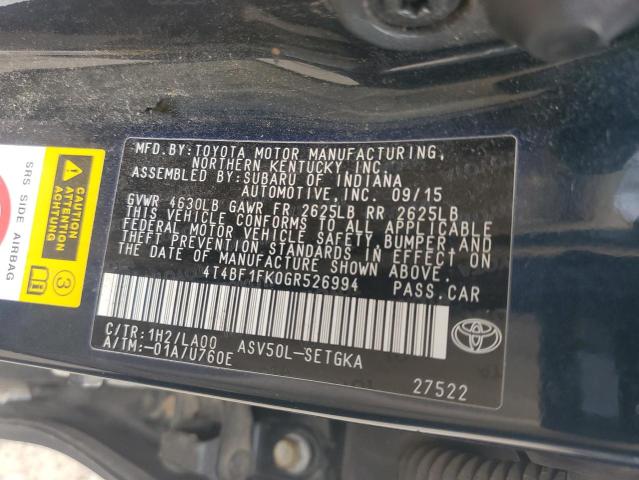 MFD.BY:TOYOTA MOTOR MANUFACTURING,
NORTHERN KENTUCKY INC.
ASSEMBLED BY:SUBARU OF INDIANA
AUTOMOTIVE,INC. 09/15
GVWR 4630LB GAWR FR 2625LB RR 2625LB
THIS VEHICLE CONFORMS TO ALL APPLICABLE
FEDERAL MOTOR VEHICLE SAFETY,BUMPER,AND
THEFT PREVENTION STANDARDS IN EFFECT ON
THE DATE OF MANUFACTURE SHOWN ABOVE.
4T4BF1FK0GR526994 PASS.CAR
C/TR:1H2/LA00 ASV50L-SETGKA
A/TM:-01A/U760E
27522
SRS SIDE AIRBAG
CAUTION